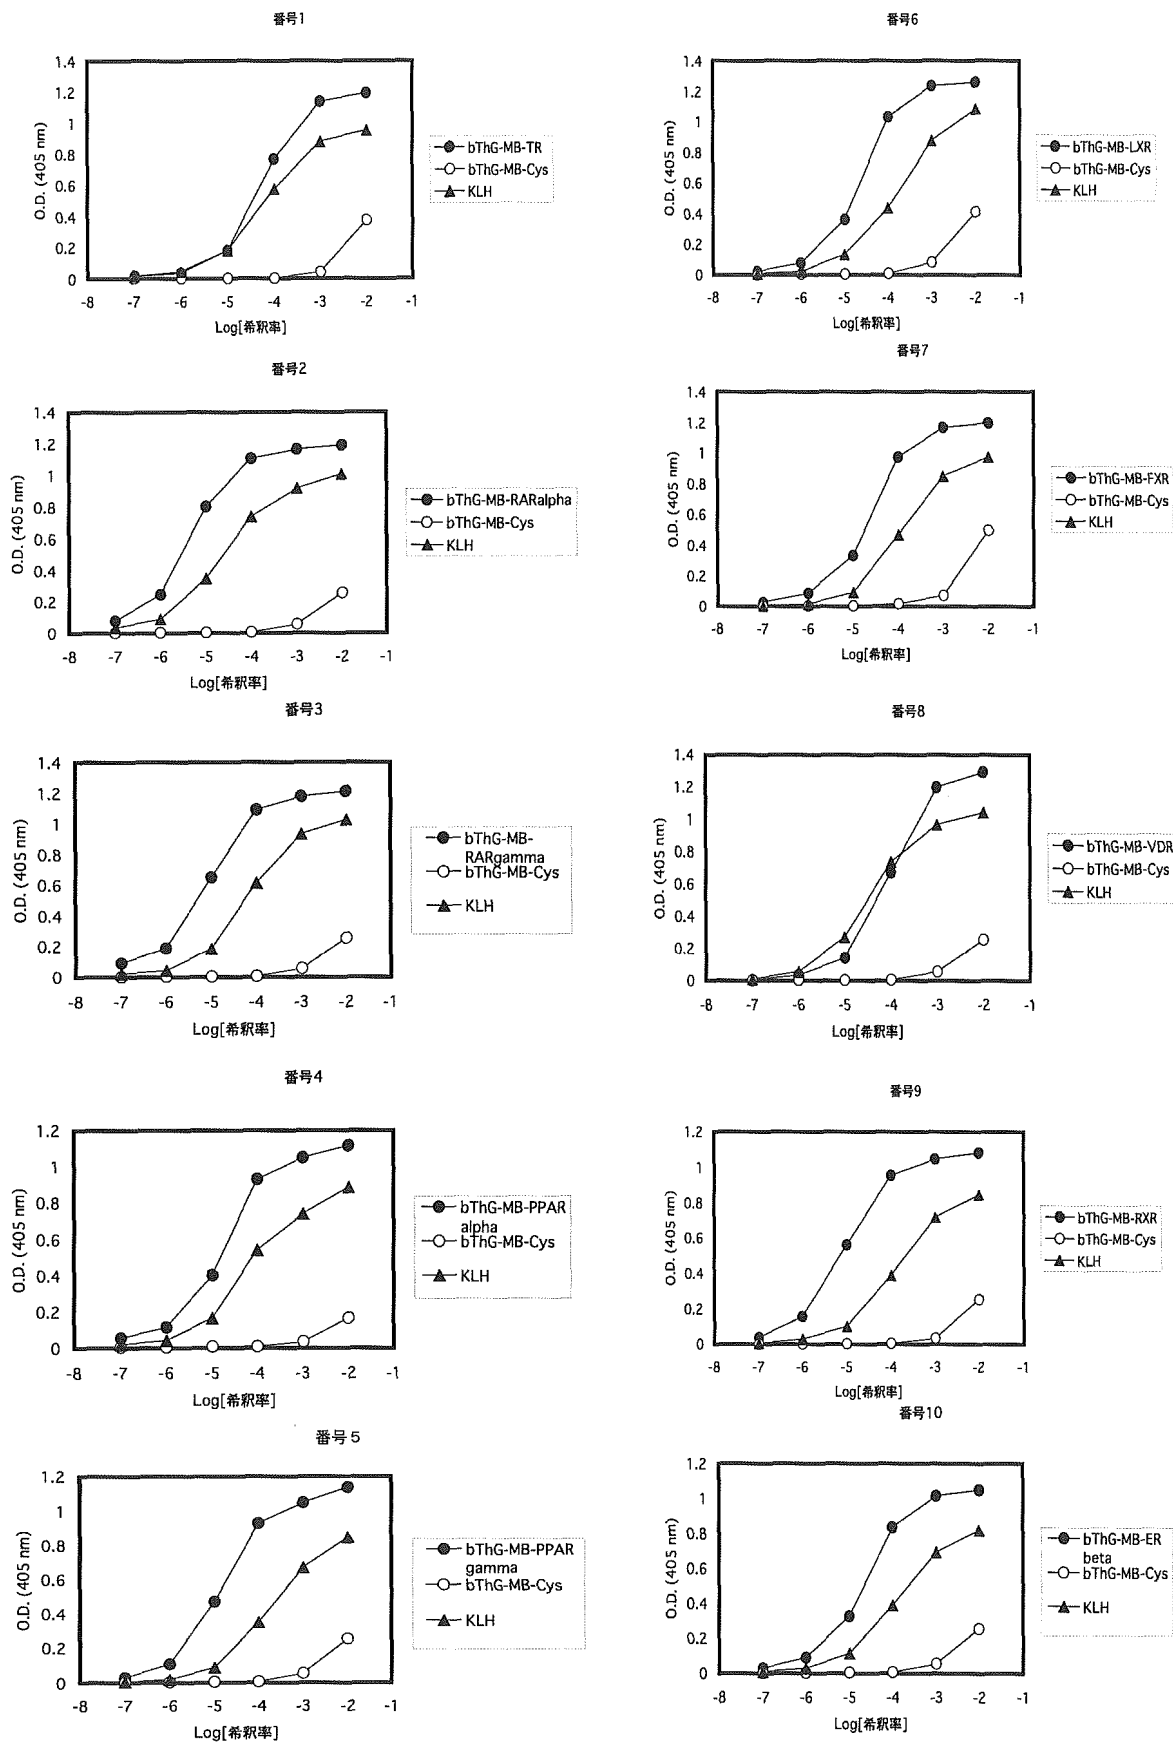 番号1
1.4
1.2
1
0.8
0.6
0.4
0.2
0
O.D. (405 nm)
-8 -7 -6 -5 -4 -3 -2 -1
Log[希釈率]
bThG-MB-TR
bThG-MB-Cys
KLH
番号2
1.4
1.2
1
0.8
0.6
0.4
0.2
0
O.D. (405 nm)
-8 -7 -6 -5 -4 -3 -2 -1
Log[希釈率]
bThG-MB-RARalpha
bThG-MB-Cys
KLH
番号3
1.4
1.2
1
0.8
0.6
0.4
0.2
0
O.D. (405 nm)
-8 -7 -6 -5 -4 -3 -2 -1
Log[希釈率]
bThG-MB-
RARgamma
bThG-MB-Cys
KLH
番号4
1.2
1
0.8
0.6
0.4
0.2
0
O.D. (405 nm)
-8 -7 -6 -5 -4 -3 -2 -1
Log[希釈率]
bThG-MB-PPAR
alpha
bThG-MB-Cys
KLH
番号5
1.2
1
0.8
0.6
0.4
0.2
0
O.D. (405 nm)
-8 -7 -6 -5 -4 -3 -2 -1
Log[希釈率]
bThG-MB-PPAR
gamma
bThG-MB-Cys
KLH
番号6
1.4
1.2
1
0.8
0.6
0.4
0.2
0
O.D. (405 nm)
-8 -7 -6 -5 -4 -3 -2 -1
Log[希釈率]
bThG-MB-LXR
bThG-MB-Cys
KLH
番号7
1.4
1.2
1
0.8
0.6
0.4
0.2
0
O.D. (405 nm)
-8 -7 -6 -5 -4 -3 -2 -1
Log[希釈率]
bThG-MB-FXR
bThG-MB-Cys
KLH
番号8
1.4
1.2
1
0.8
0.6
0.4
0.2
0
O.D. (405 nm)
-8 -7 -6 -5 -4 -3 -2 -1
Log[希釈率]
bThG-MB-VDR
bThG-MB-Cys
KLH
番号9
1.2
1
0.8
0.6
0.4
0.2
0
O.D. (405 nm)
-8 -7 -6 -5 -4 -3 -2 -1
Log[希釈率]
bThG-MB-RXR
bThG-MB-Cys
KLH
番号10
1.2
1
0.8
0.6
0.4
0.2
0
O.D. (405 nm)
-8 -7 -6 -5 -4 -3 -2 -1
Log[希釈率]
bThG-MB-ER
beta
bThG-MB-Cys
KLH